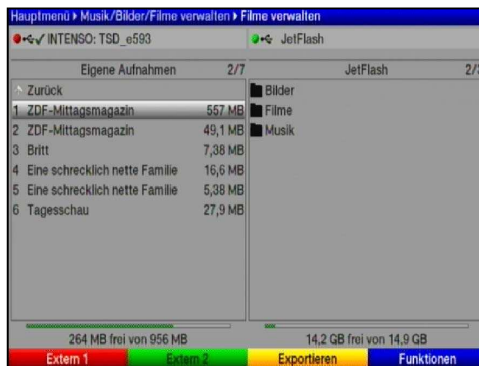 Hauptmenü ▸ Musik/Bilder/Filme verwalten ▸ Filme verwalten
INTENSO: TSD_e593
JetFlash
Eigene Aufnahmen 2/7
JetFlash
Zurück
1 ZDF-Mittagsmagazin 557 MB
2 ZDF-Mittagsmagazin 49,1 MB
3 Britt 7,38 MB
4 Eine schrecklich nette Familie 16,6 MB
5 Eine schrecklich nette Familie 5,38 MB
6 Tagesschau 27,9 MB
Bilder
Filme
Musik
264 MB frei von 956 MB
14,2 GB frei von 14,9 GB
Extern 1
Extern 2
Exportieren
Funktionen